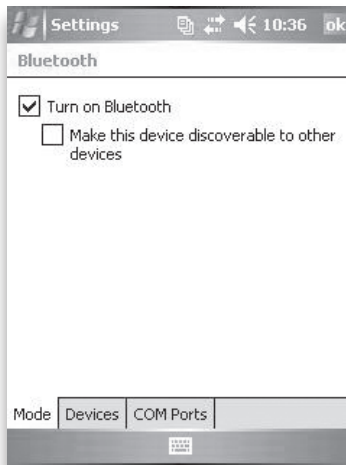 Settings 10:36 ok
Bluetooth
Turn on Bluetooth
Make this device discoverable to other
devices
Mode Devices COM Ports